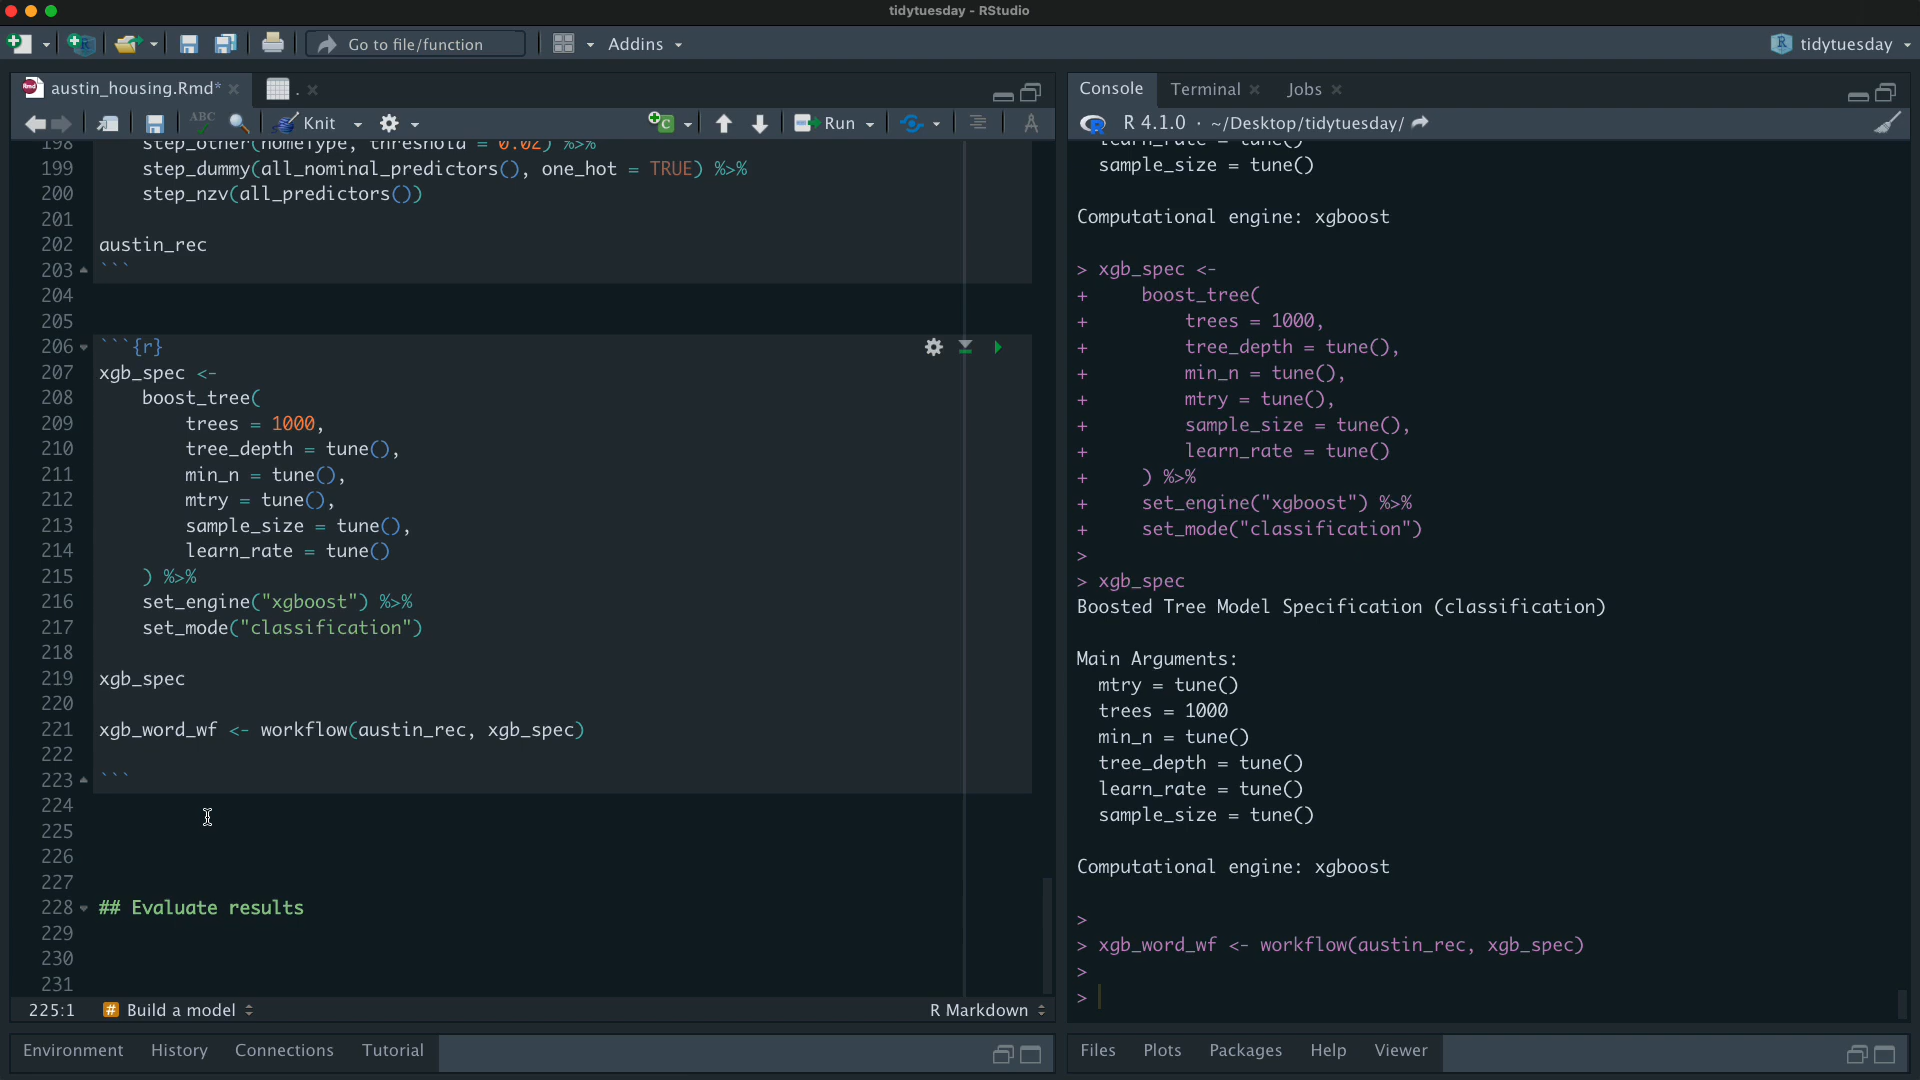 tidytuesday - RStudio
Go to file/function
Addins
tidytuesday
austin_housing.Rmd*
.
ABC
Knit
Run
198 step_other(homeType, threshold = 0.02) %>%
199 step_dummy(all_nominal_predictors(), one_hot = TRUE) %>%
200 step_nzv(all_predictors())
201
202 austin_rec
203 ```
204
205
206 ```{r}
207 xgb_spec <-
208 boost_tree(
209 trees = 1000,
210 tree_depth = tune(),
211 min_n = tune(),
212 mtry = tune(),
213 sample_size = tune(),
214 learn_rate = tune()
215 ) %>%
216 set_engine("xgboost") %>%
217 set_mode("classification")
218
219 xgb_spec
220
221 xgb_word_wf <- workflow(austin_rec, xgb_spec)
222
223 ```
224
225
226
227
228 ## Evaluate results
229
230
231
225:1 # Build a model
R Markdown
Environment History Connections Tutorial
Console Terminal Jobs
R 4.1.0 · ~/Desktop/tidytuesday/
learn_rate = tune()
sample_size = tune()
Computational engine: xgboost
> xgb_spec <-
+ boost_tree(
+ trees = 1000,
+ tree_depth = tune(),
+ min_n = tune(),
+ mtry = tune(),
+ sample_size = tune(),
+ learn_rate = tune()
+ ) %>%
+ set_engine("xgboost") %>%
+ set_mode("classification")
>
> xgb_spec
Boosted Tree Model Specification (classification)
Main Arguments:
mtry = tune()
trees = 1000
min_n = tune()
tree_depth = tune()
learn_rate = tune()
sample_size = tune()
Computational engine: xgboost
>
> xgb_word_wf <- workflow(austin_rec, xgb_spec)
>
>
Files Plots Packages Help Viewer